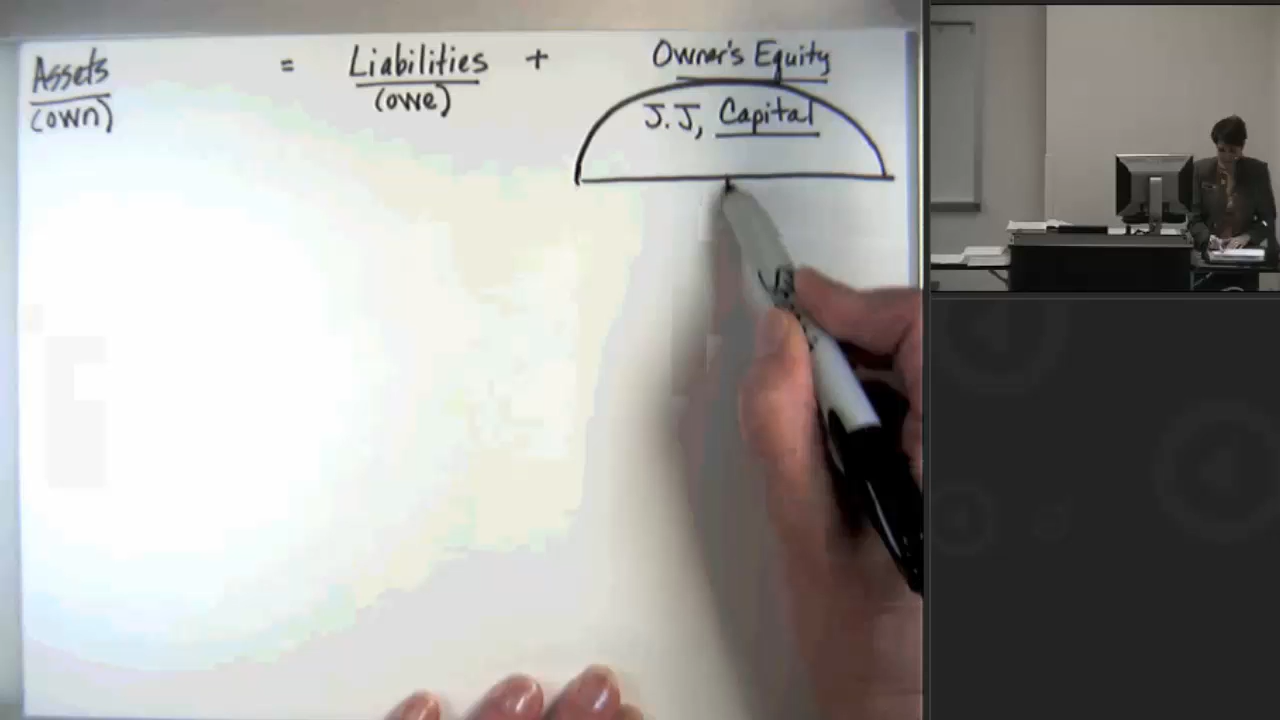 Assets = Liabilities + Owner's Equity
(own) (owe)
J.J, Capital